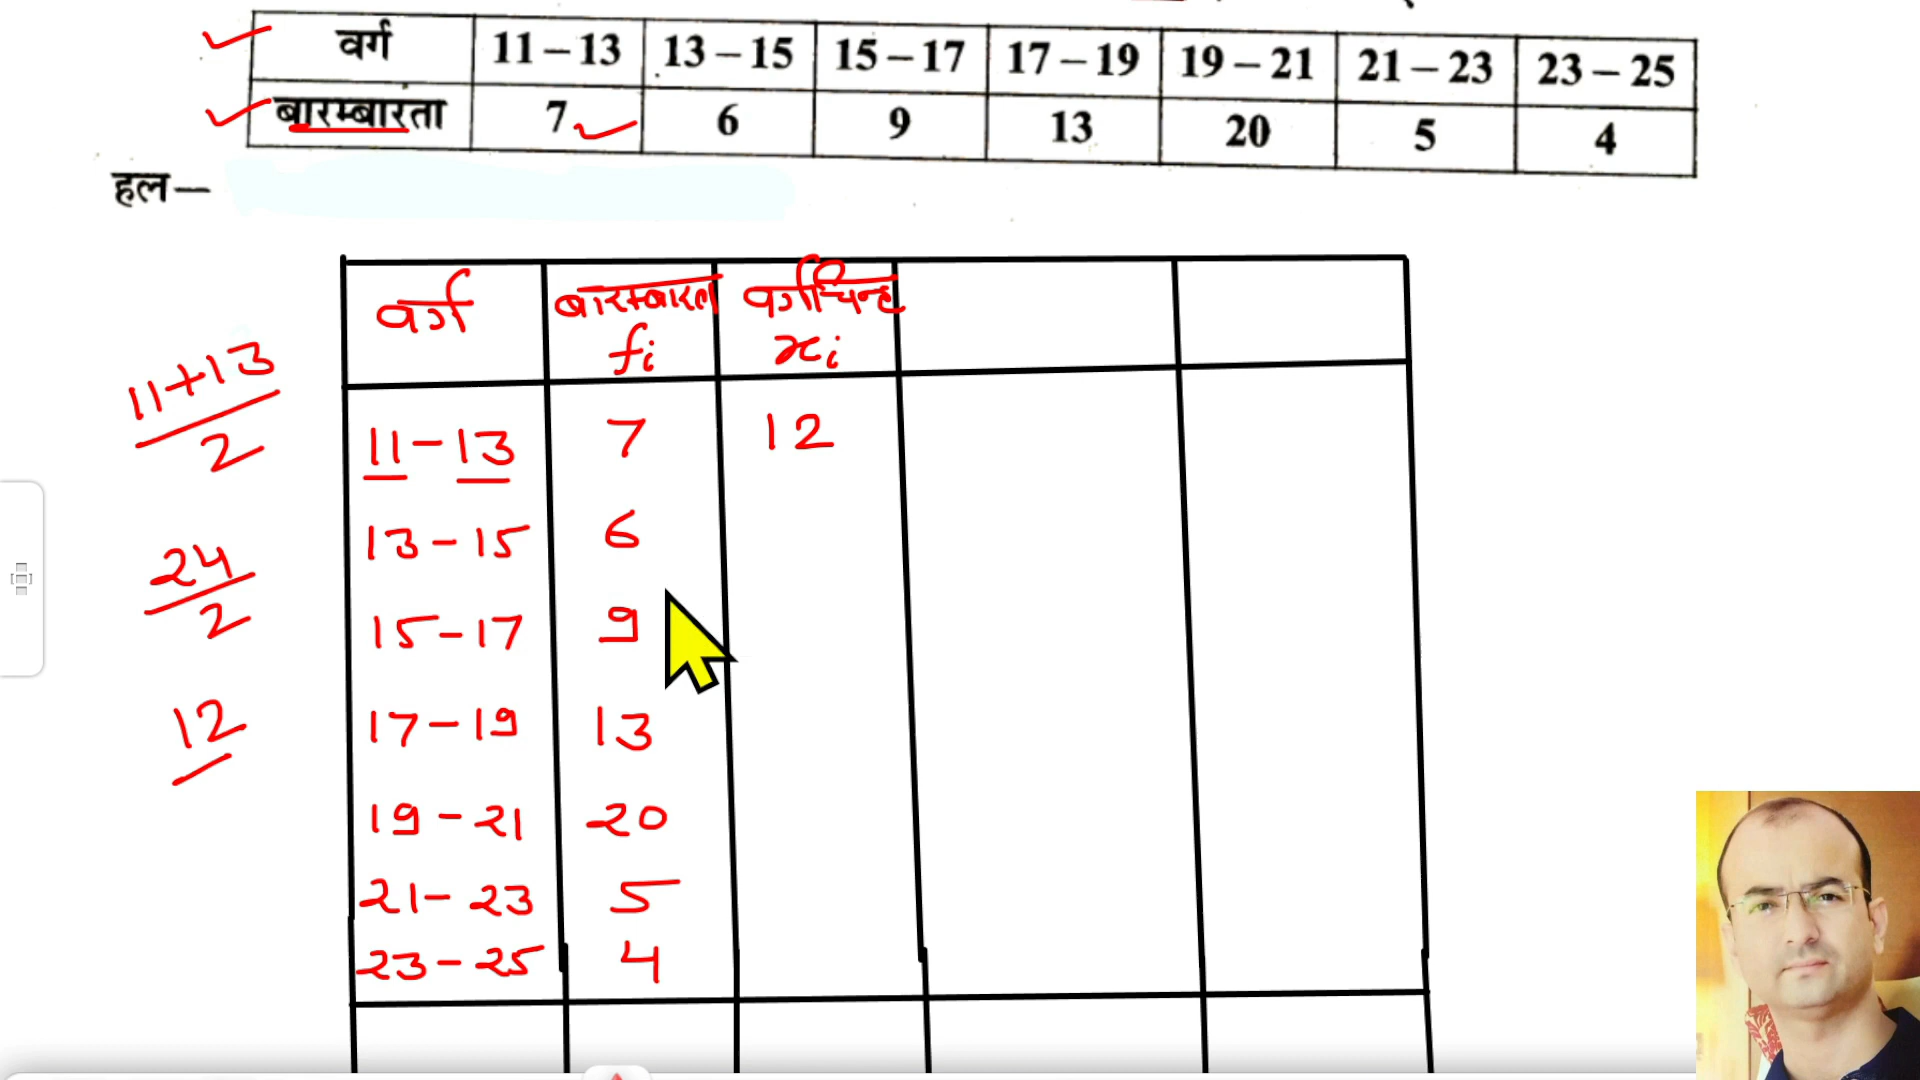 वर्ग 11 – 13 13 – 15 15 – 17 17 – 19 19 – 21 21 – 23 23 – 25
बारम्बारता 7 6 9 13 20 5 4
हल—
वर्ग बारम्बारता वर्गचिन्ह
fi xi
11 - 13 7 12
13 - 15 6
15 - 17 9
17 - 19 13
19 - 21 20
21 - 23 5
23 - 25 4
11+13
2
24
2
12